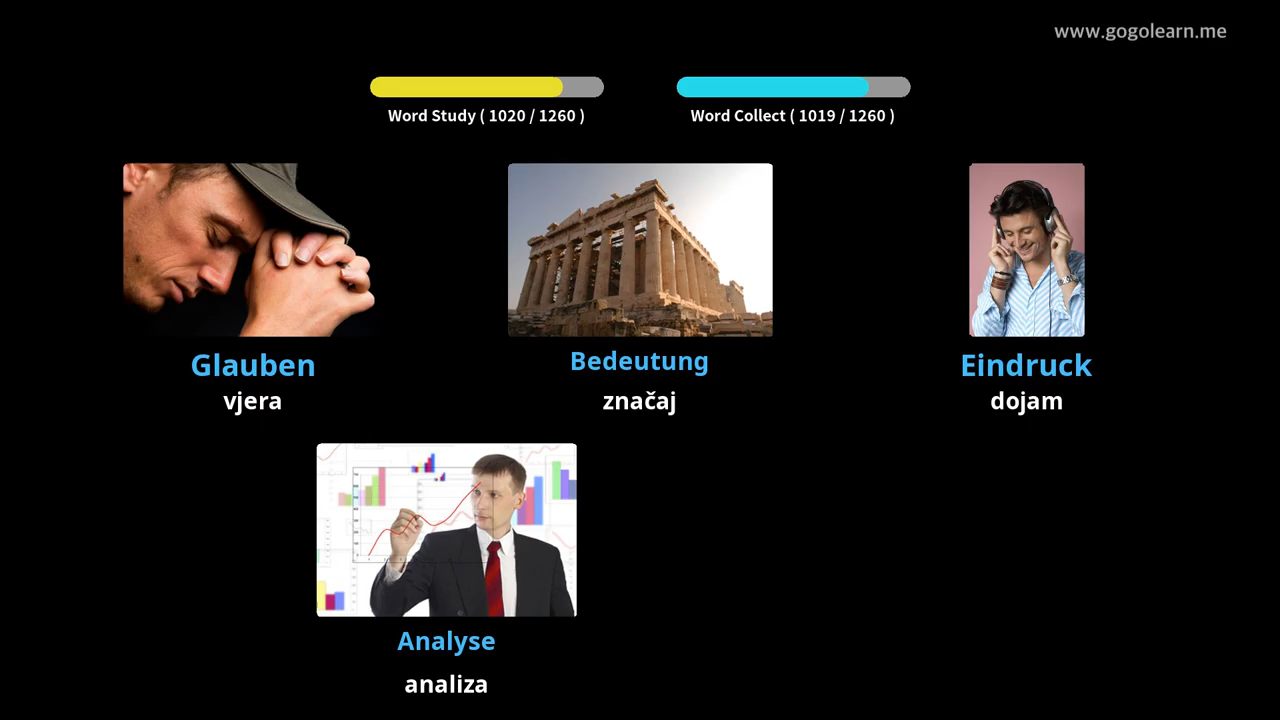 www.gogolearn.me
Word Study ( 1020 / 1260 )
Word Collect ( 1019 / 1260 )
Glauben
vjera
Bedeutung
značaj
Eindruck
dojam
Analyse
analiza